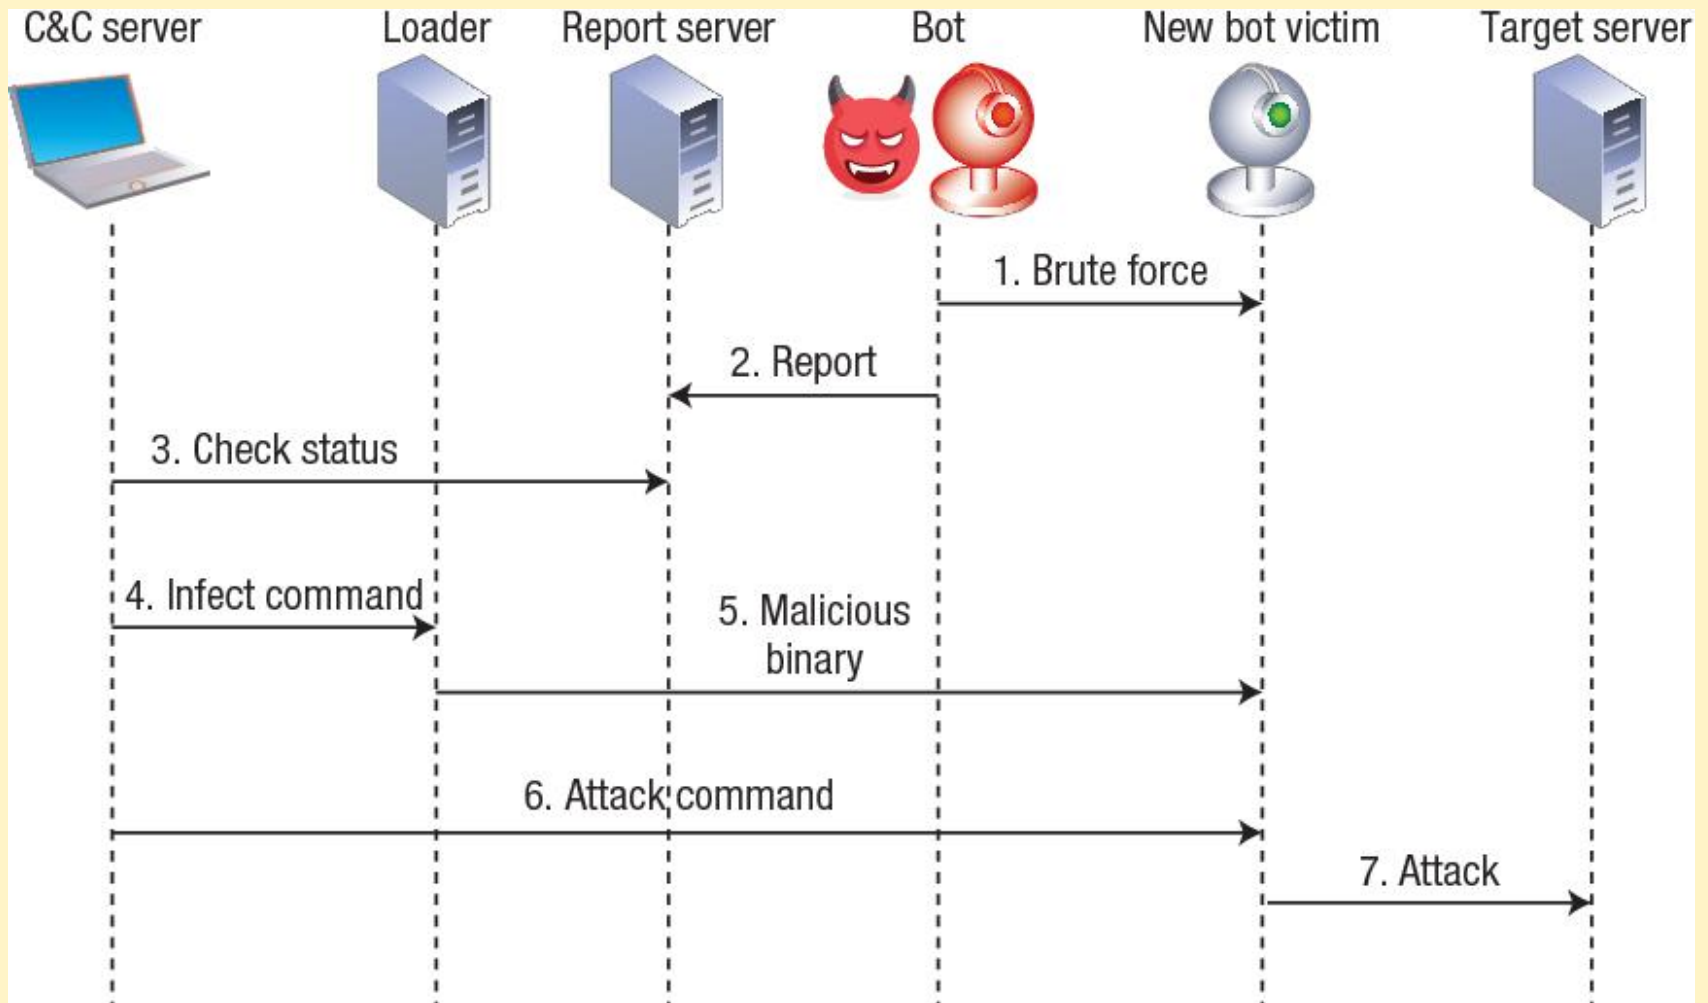 C&C server
Loader
Report server
Bot
New bot victim
Target server
1. Brute force
2. Report
3. Check status
4. Infect command
5. Malicious
binary
6. Attack command
7. Attack